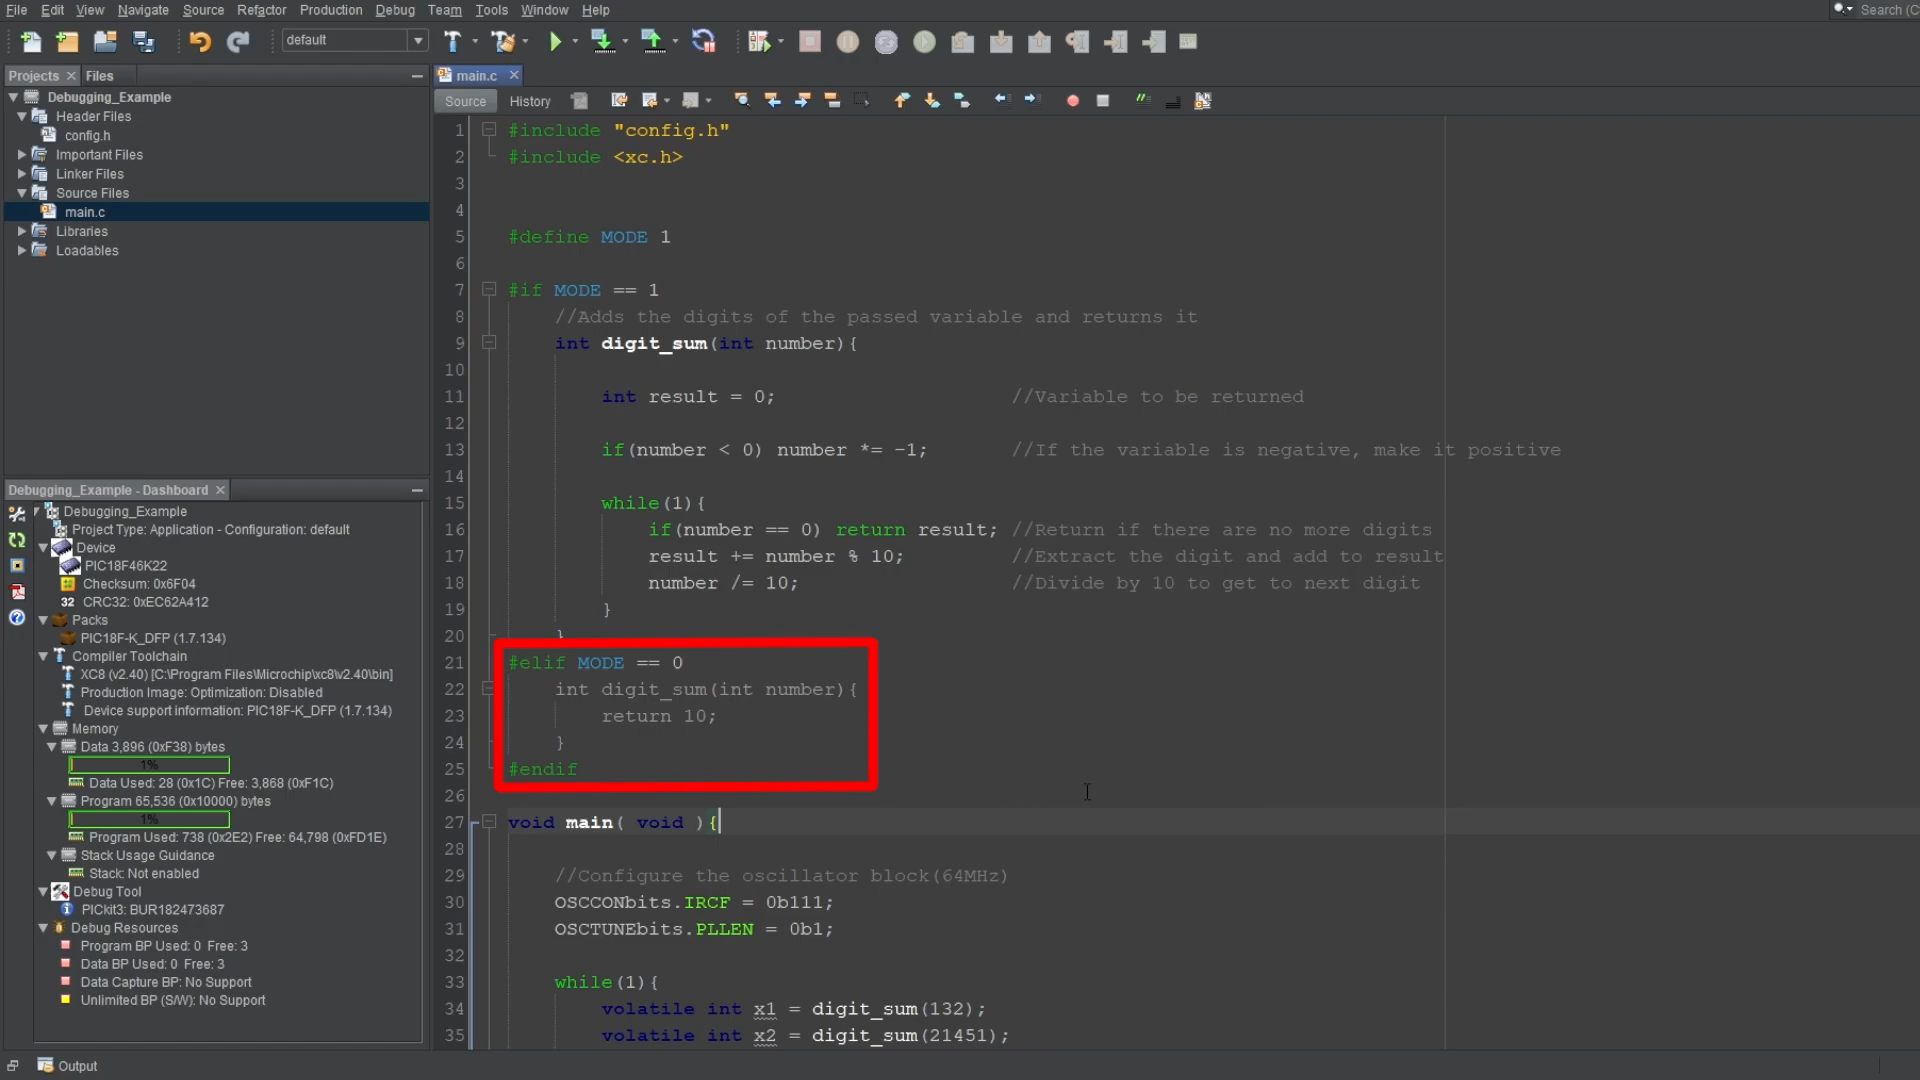 File Edit View Navigate Source Refactor Production Debug Team Tools Window Help
Search (C
default
Projects Files
Debugging_Example
Header Files
config.h
Important Files
Linker Files
Source Files
main.c
Libraries
Loadables
Debugging_Example - Dashboard
Debugging_Example
Project Type: Application - Configuration: default
Device
PIC18F46K22
Checksum: 0x6F04
32 CRC32: 0xEC62A412
Packs
PIC18F-K_DFP (1.7.134)
Compiler Toolchain
XC8 (v2.40) [C:\Program Files\Microchip\xc8\v2.40\bin]
Production Image: Optimization: Disabled
Device support information: PIC18F-K_DFP (1.7.134)
Memory
Data 3,896 (0xF38) bytes
1%
Data Used: 28 (0x1C) Free: 3,868 (0xF1C)
Program 65,536 (0x10000) bytes
1%
Program Used: 738 (0x2E2) Free: 64,798 (0xFD1E)
Stack Usage Guidance
Stack: Not enabled
Debug Tool
PICkit3: BUR182473687
Debug Resources
Program BP Used: 0 Free: 3
Data BP Used: 0 Free: 3
Data Capture BP: No Support
Unlimited BP (S/W): No Support
Output
main.c
Source History
1 #include "config.h"
2 #include <xc.h>
3
4
5 #define MODE 1
6
7 #if MODE == 1
8 //Adds the digits of the passed variable and returns it
9 int digit_sum(int number){
10
11 int result = 0; //Variable to be returned
12
13 if(number < 0) number *= -1; //If the variable is negative, make it positive
14
15 while(1){
16 if(number == 0) return result; //Return if there are no more digits
17 result += number % 10; //Extract the digit and add to result
18 number /= 10; //Divide by 10 to get to next digit
19 }
20 }
21 #elif MODE == 0
22 int digit_sum(int number){
23 return 10;
24 }
25 #endif
26
27 void main( void ){
28
29 //Configure the oscillator block(64MHz)
30 OSCCONbits.IRCF = 0b111;
31 OSCTUNEbits.PLLEN = 0b1;
32
33 while(1){
34 volatile int x1 = digit_sum(132);
35 volatile int x2 = digit_sum(21451);